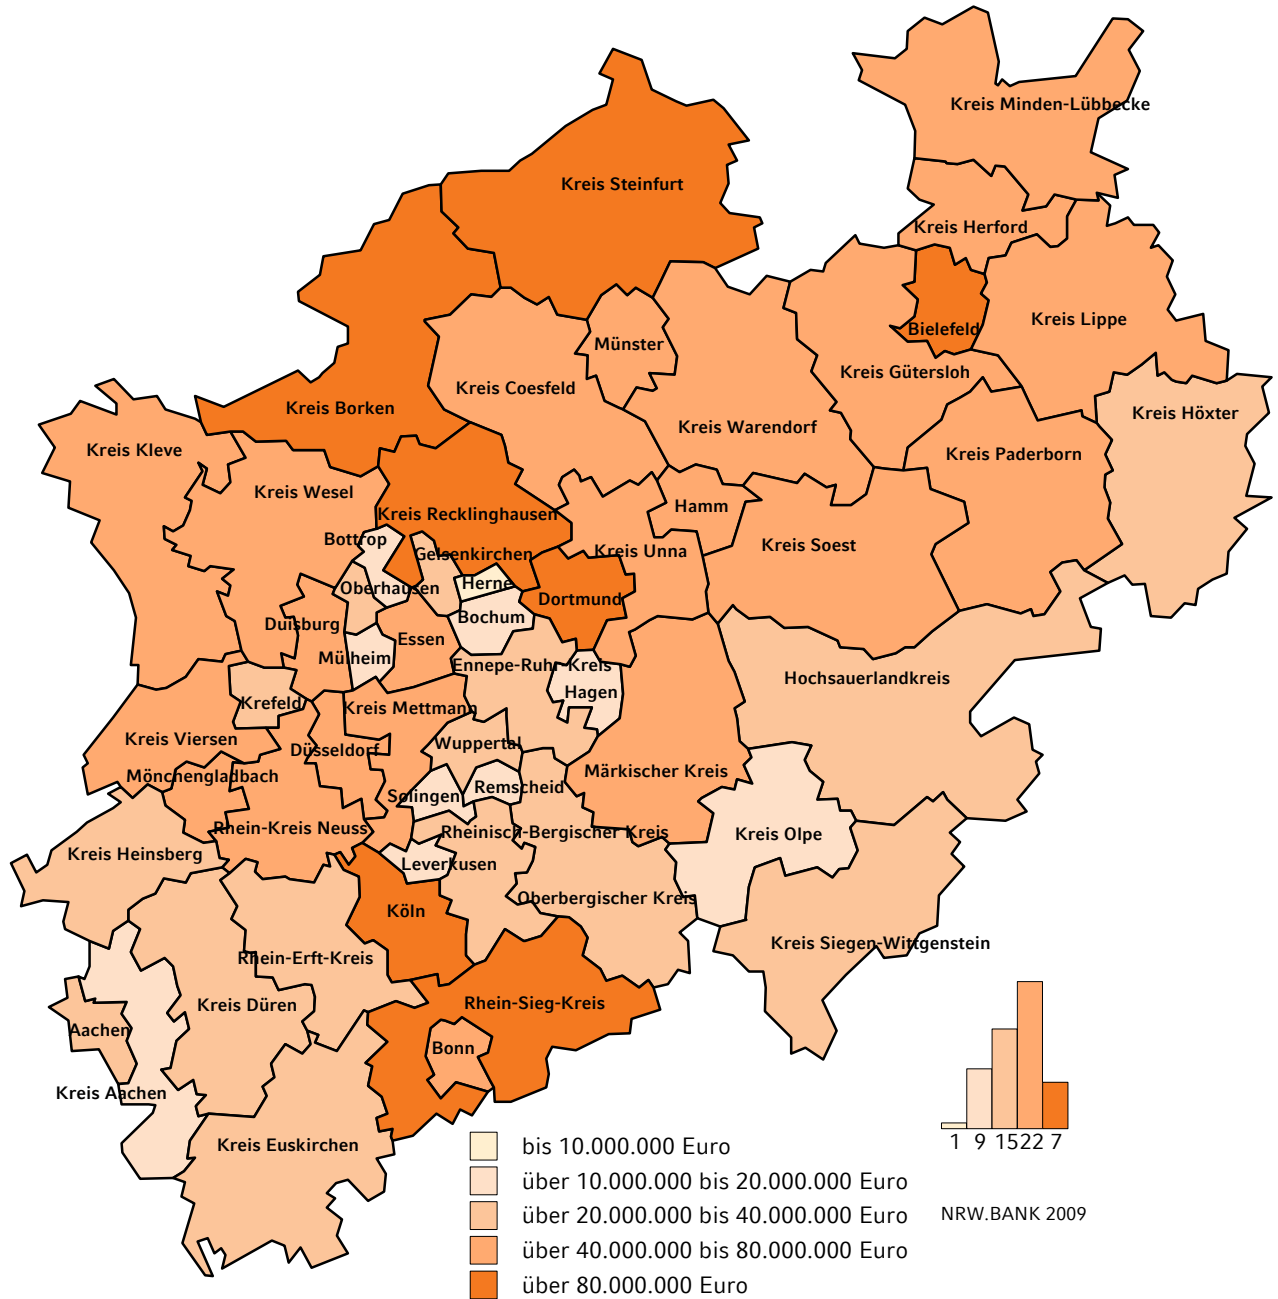 Kreis Minden-Lübbecke
Kreis Steinfurt
Kreis Herford
Kreis Lippe
Bielefeld
Münster
Kreis Gütersloh
Kreis Coesfeld
Kreis Borken
Kreis Höxter
Kreis Warendorf
Kreis Kleve
Kreis Paderborn
Kreis Wesel
Hamm
Kreis Recklinghausen
Bottrop
Kreis Soest
Gelsenkirchen
Kreis Unna
Herne
Oberhausen
Dortmund
Bochum
Duisburg
Essen
Mülheim
Ennepe-Ruhr-Kreis
Hochsauerlandkreis
Hagen
Krefeld
Kreis Mettmann
Kreis Viersen
Düsseldorf
Wuppertal
Mönchengladbach
Märkischer Kreis
Remscheid
Solingen
Rhein-Kreis Neuss
Rheinisch-Bergischer Kreis
Kreis Olpe
Kreis Heinsberg
Leverkusen
Oberbergischer Kreis
Köln
Kreis Siegen-Wittgenstein
Rhein-Erft-Kreis
Kreis Düren
Rhein-Sieg-Kreis
Aachen
Bonn
Kreis Aachen
Kreis Euskirchen
1 9 15 22 7
bis 10.000.000 Euro
über 10.000.000 bis 20.000.000 Euro
über 20.000.000 bis 40.000.000 Euro
über 40.000.000 bis 80.000.000 Euro
über 80.000.000 Euro
NRW.BANK 2009